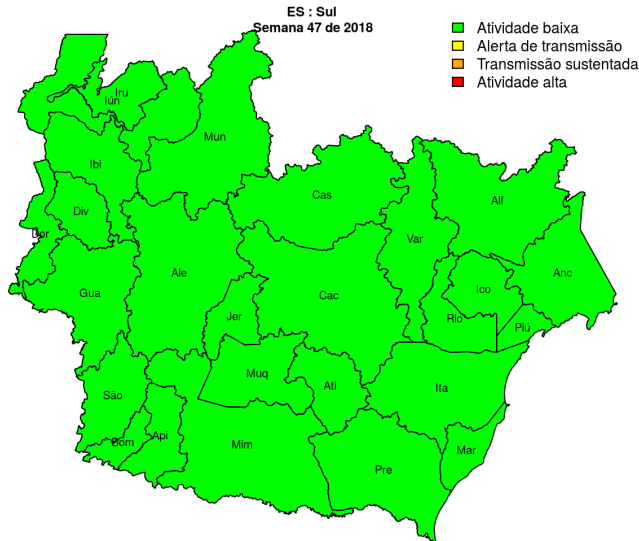 ES : Sul
Semana 47 de 2018
Atividade baixa
Alerta de transmissão
Transmissão sustentada
Atividade alta
Iru
Iún
Mun
Ibi
Cas
Alf
Div
Dor
Var
Ale
Anc
Gua
Cac
Ico
Jer
Rio
Piú
Muq
Ati
Ita
São
Api
Bom
Mim
Mar
Pre